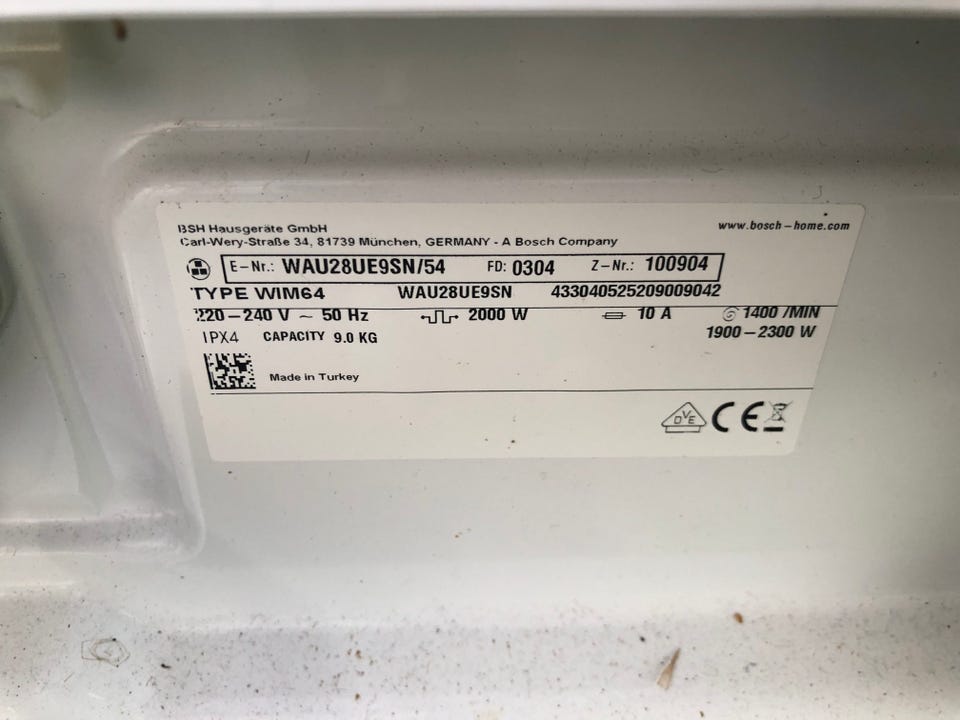 BSH Hausgeräte GmbH
www.bosch-home.com
Carl-Wery-Straße 34, 81739 München, GERMANY - A Bosch Company
E-Nr.: WAU28UE9SN/54 FD: 0304 Z-Nr.: 100904
TYPE WIM64 WAU28UE9SN 433040525209009042
220-240 V ~ 50 Hz 2000 W 10 A 1400 /MIN
IPX4 CAPACITY 9.0 KG 1900-2300 W
Made in Turkey
DVE CE